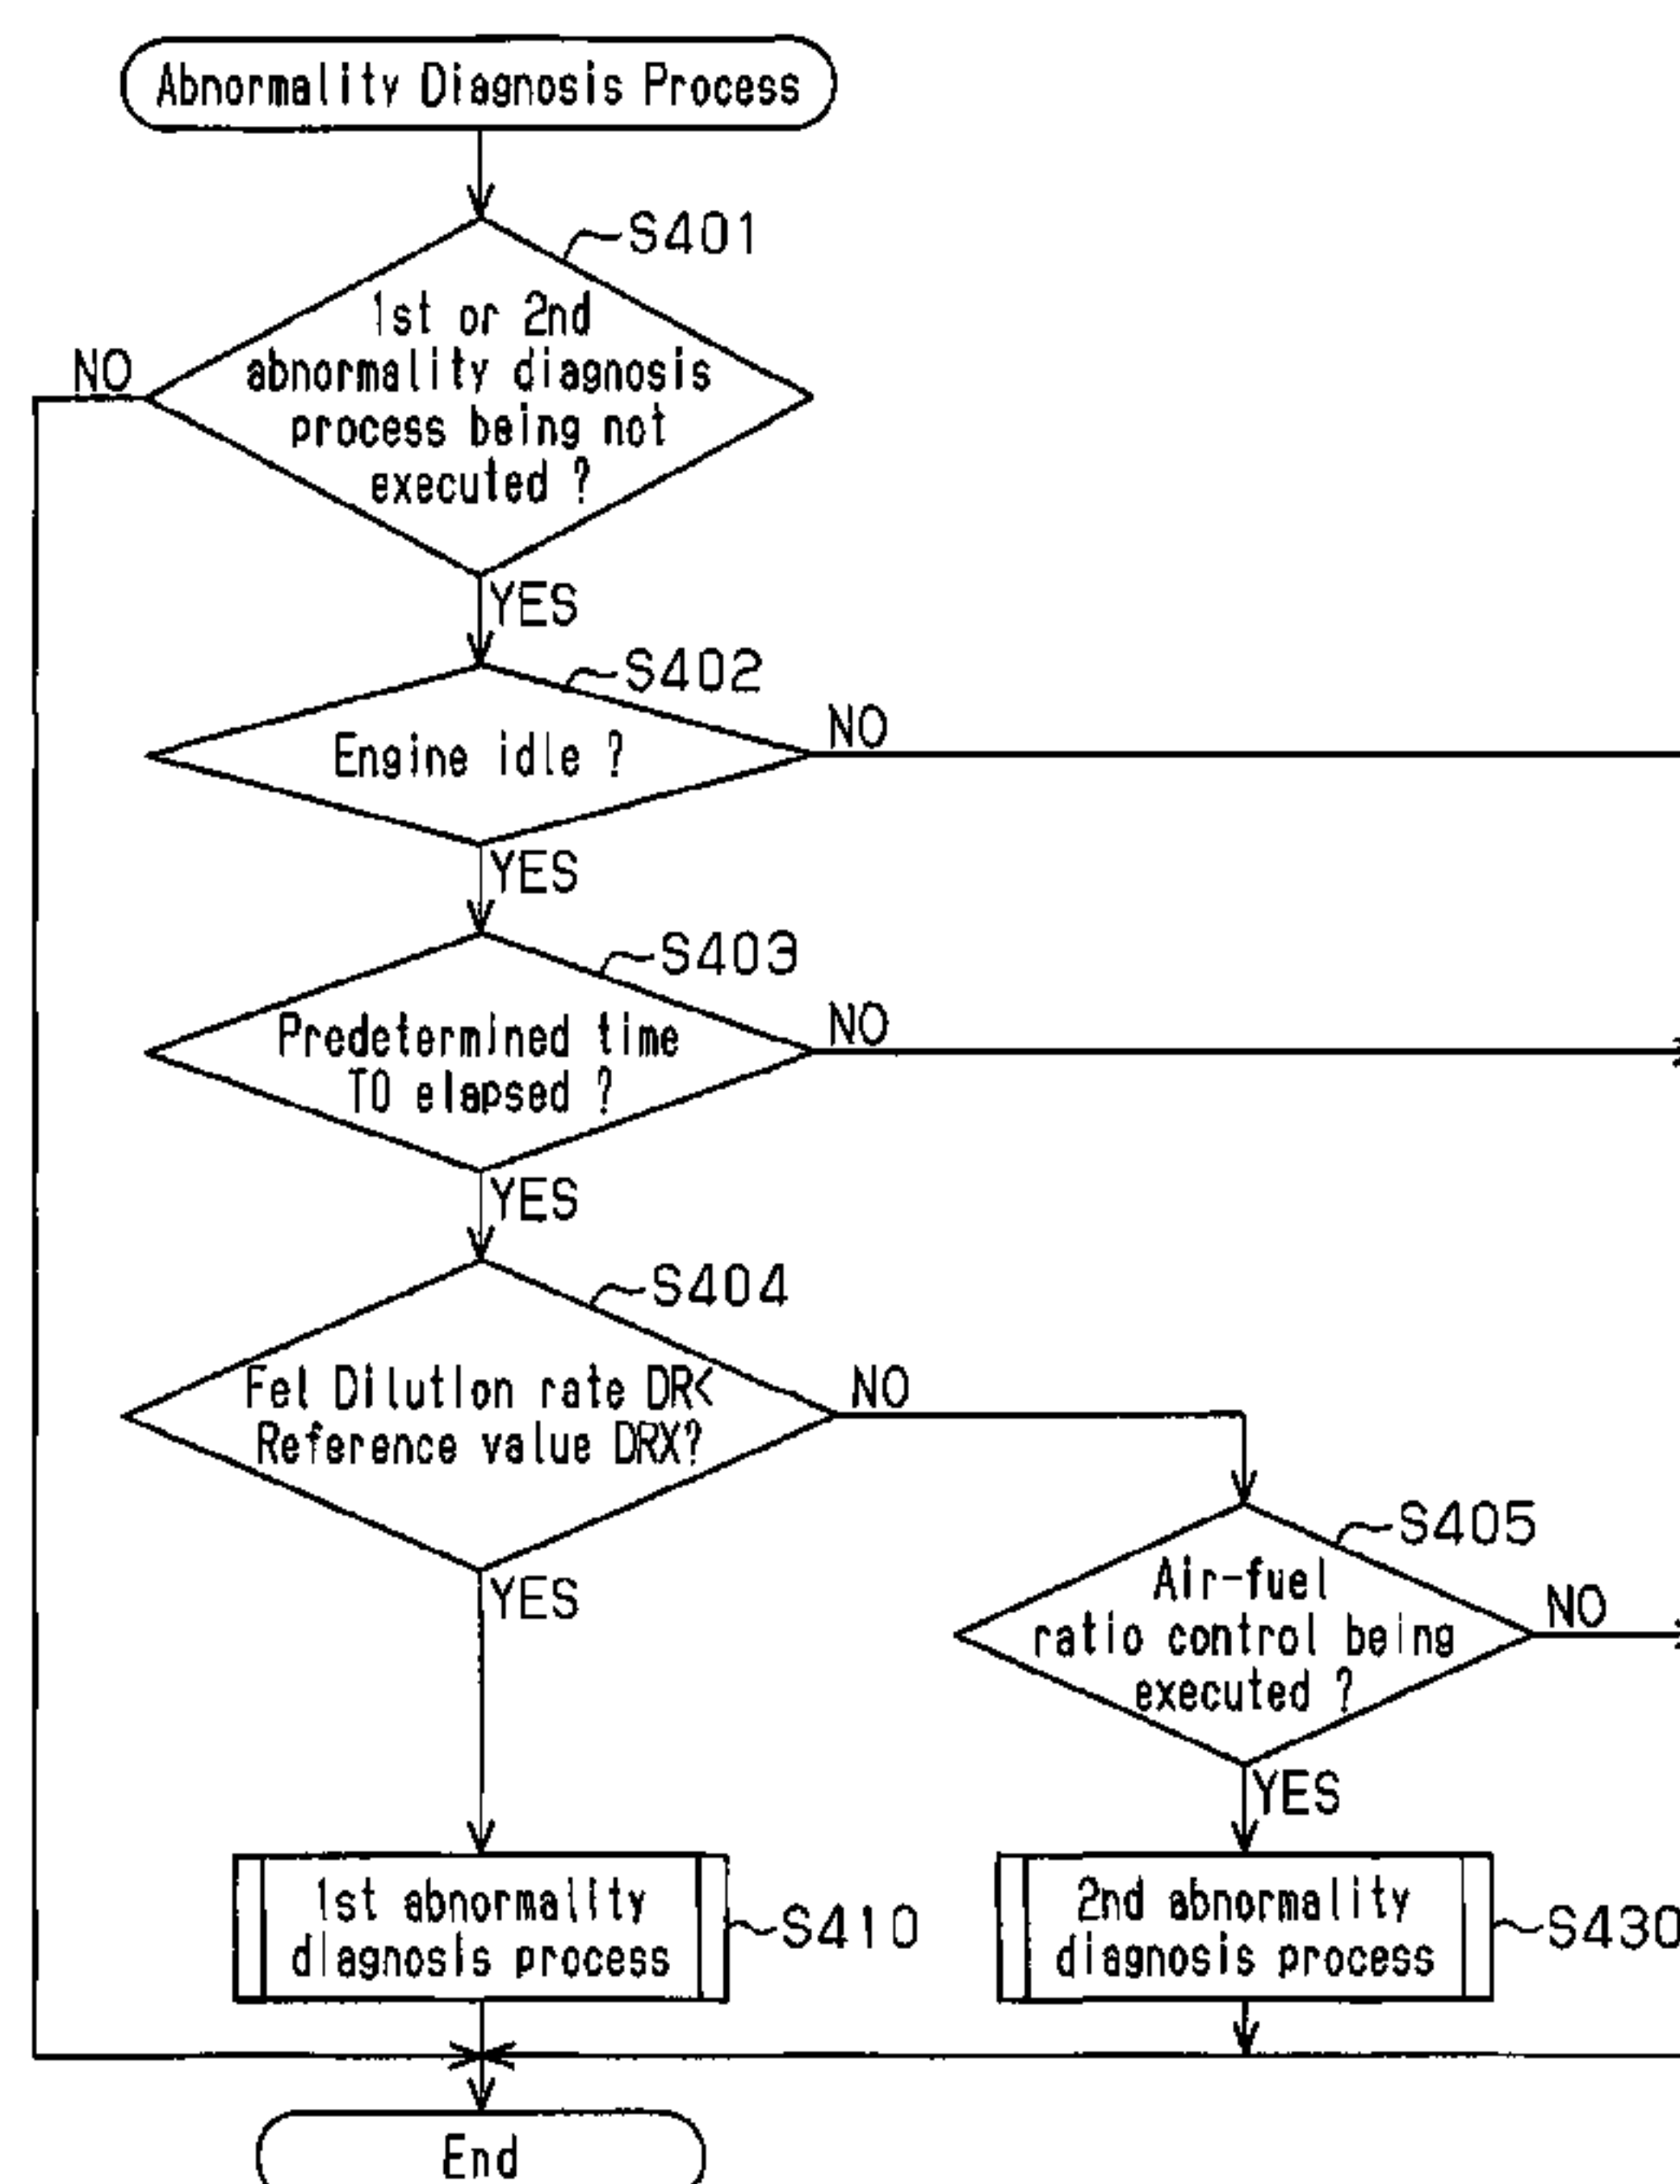 Abnormality Diagnosis Process
S401
1st or 2nd
abnormality diagnosis
process being not
executed ?
NO
YES
S402
Engine idle ?
NO
YES
S403
Predetermined time
T0 elapsed ?
NO
YES
S404
Fel Dilution rate DR<
Reference value DRX?
NO
YES
S405
Air-fuel
ratio control being
executed ?
NO
YES
1st abnormality
diagnosis process
S410
2nd abnormality
diagnosis process
S430
End